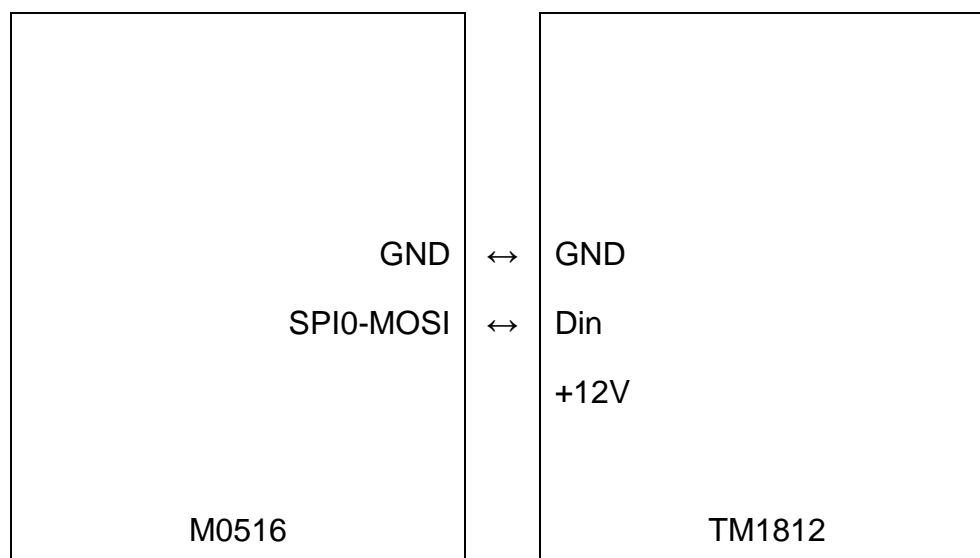 GND ↔ GND
SPI0-MOSI ↔ Din
+12V
M0516 TM1812